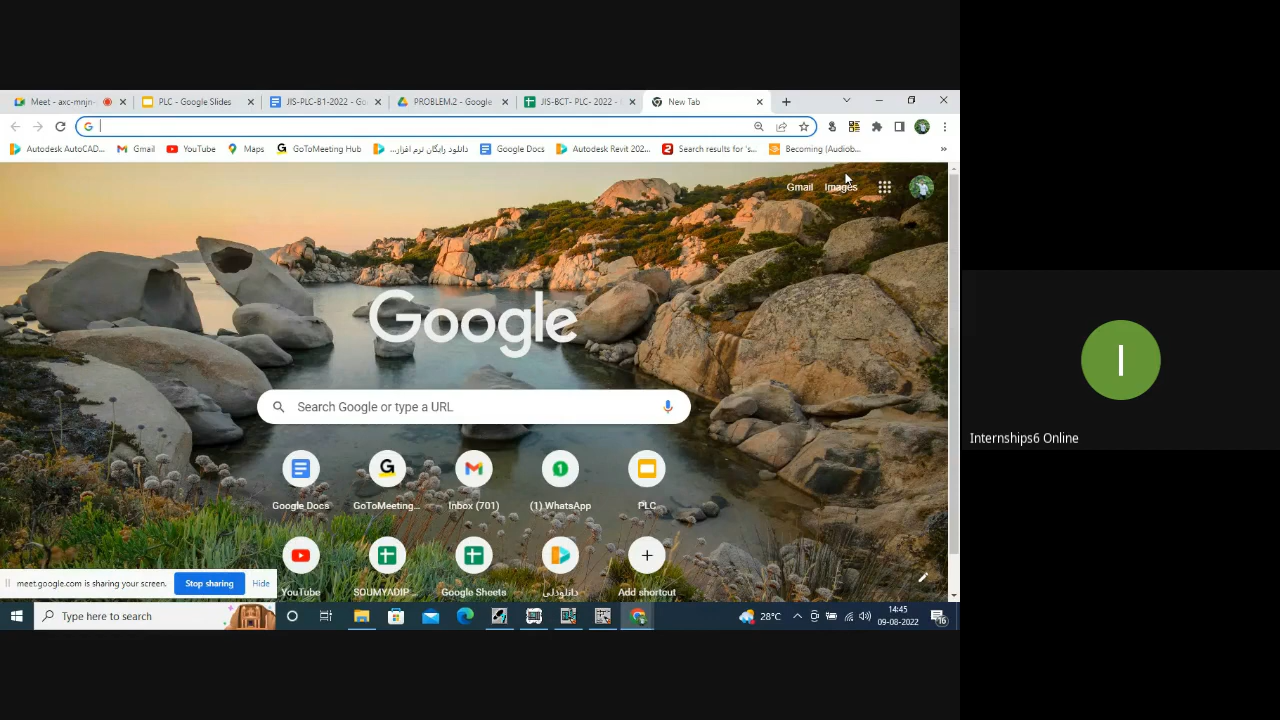 Meet - axc-mnjn-
PLC - Google Slides
JIS-PLC-B1-2022 - Go
PROBLEM.2 - Google
JIS-BCT- PLC- 2022 -
New Tab
Autodesk AutoCAD...
Gmail
YouTube
Maps
GoToMeeting Hub
دانلود رایگان نرم افزار...
Google Docs
Autodesk Revit 202...
Search results for 's...
Becoming (Audiob...
»
Gmail
Images
Google
Search Google or type a URL
Google Docs
GoToMeeting...
Inbox (701)
(1) WhatsApp
PLC
YouTube
SOUMYADIP ...
Google Sheets
دانلودلی
Add shortcut
meet.google.com is sharing your screen.
Stop sharing
Hide
Type here to search
28°C
14:45
09-08-2022
16
I
Internships6 Online